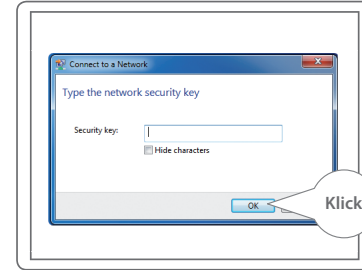 Connect to a Network
Type the network security key
Security key:
Hide characters
OK
Klick